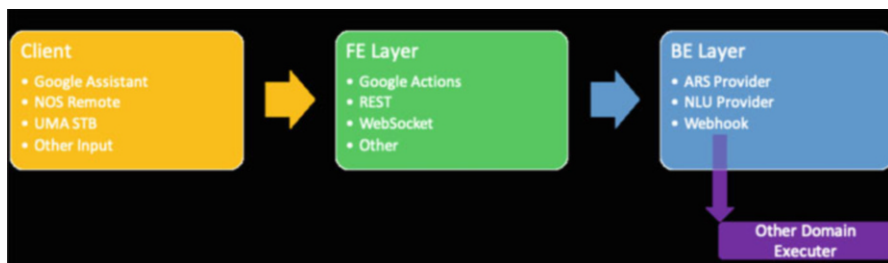 Client
• Google Assistant
• NOS Remote
• UMA STB
• Other Input
FE Layer
• Google Actions
• REST
• WebSocket
• Other
BE Layer
• ARS Provider
• NLU Provider
• Webhook
Other Domain
Executer